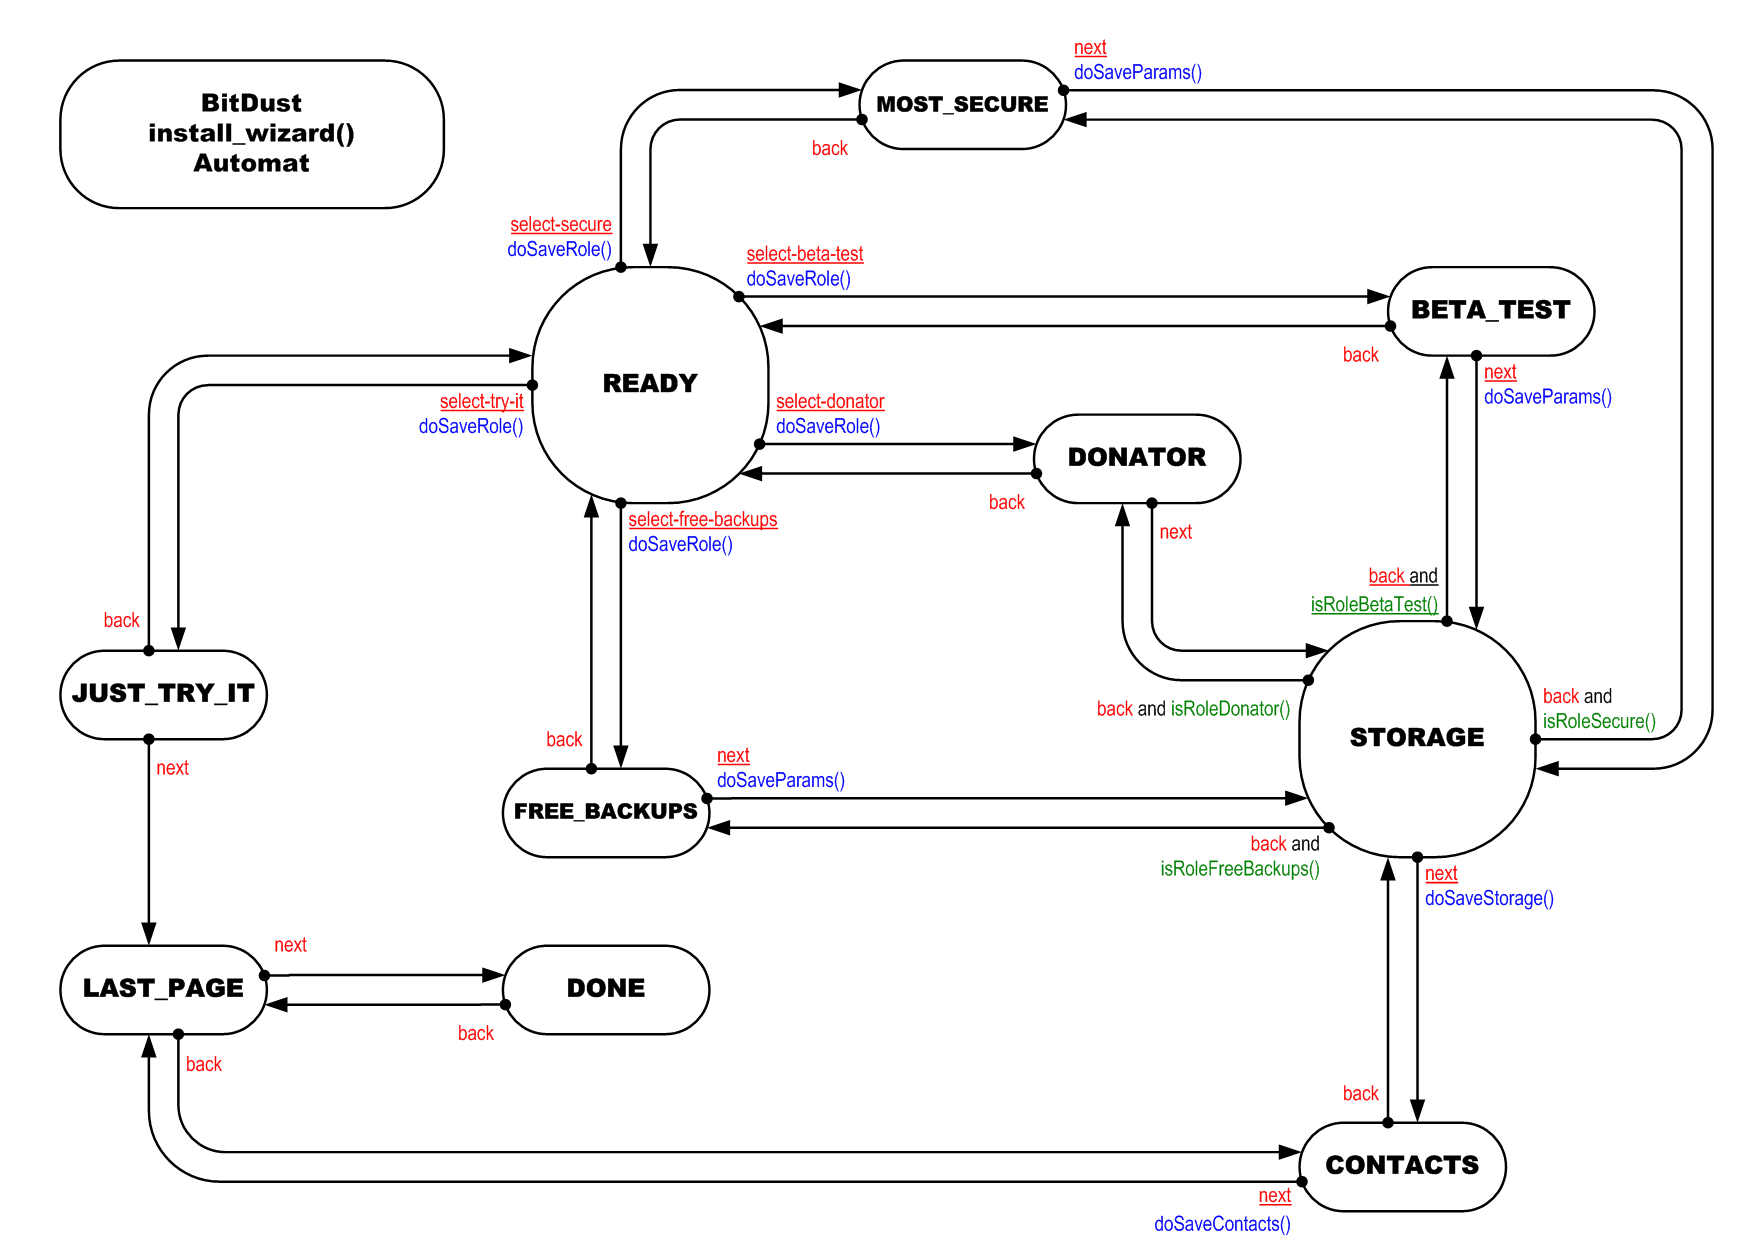 BitDust
install_wizard()
Automat
next
doSaveParams()
MOST_SECURE
back
select-secure
doSaveRole()
select-beta-test
doSaveRole()
BETA_TEST
back
next
doSaveParams()
READY
select-try-it
doSaveRole()
select-donator
doSaveRole()
DONATOR
back
next
select-free-backups
doSaveRole()
back and
isRoleBetaTest()
back
JUST_TRY_IT
next
back and isRoleDonator()
back and
isRoleSecure()
STORAGE
back
next
doSaveParams()
FREE_BACKUPS
back and
isRoleFreeBackups()
next
doSaveStorage()
LAST_PAGE
next
DONE
back
back
back
CONTACTS
next
doSaveContacts()